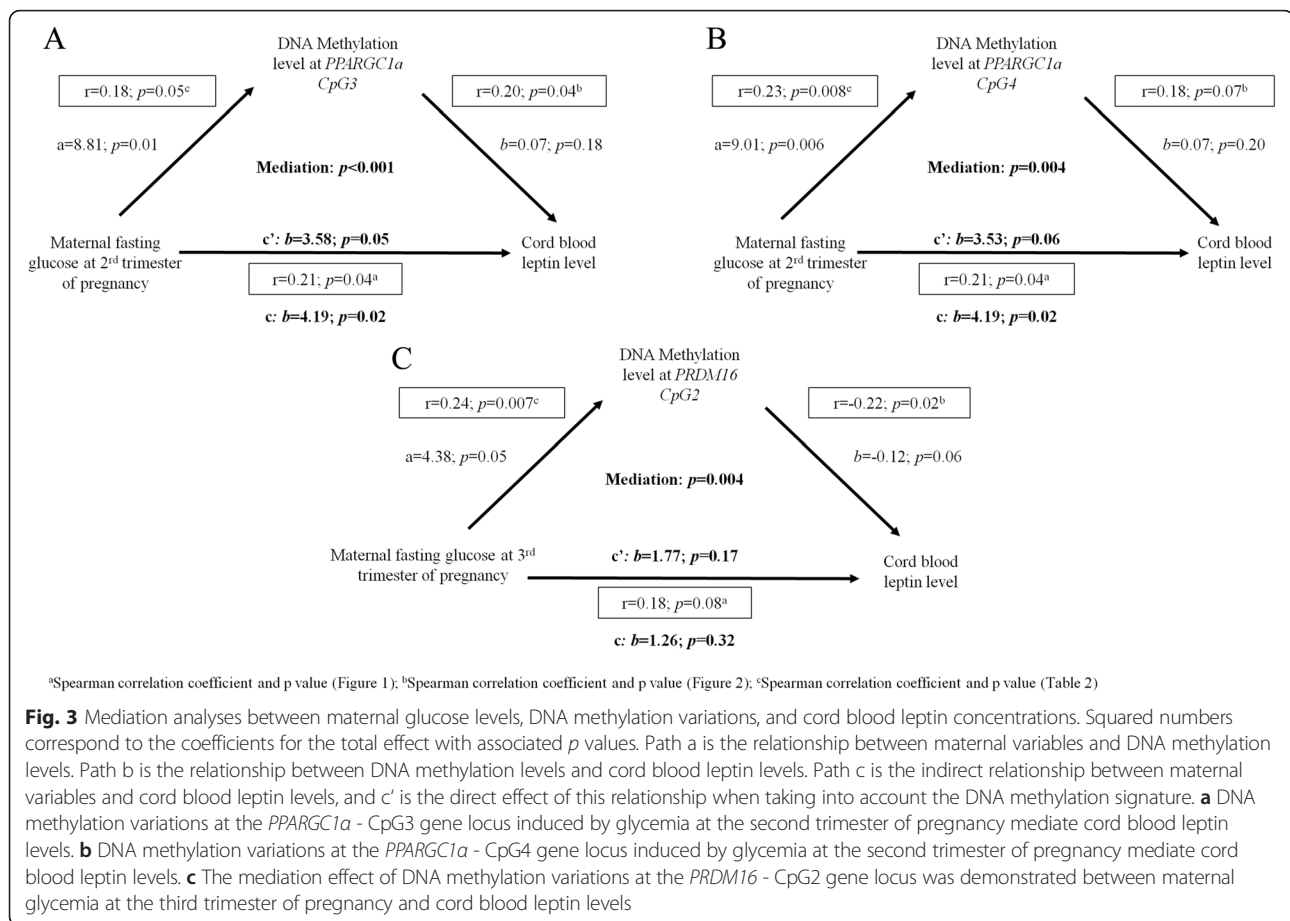 A
DNA Methylation
level at PPARGC1a
CpG3
r=0.18; p=0.05ᶜ
r=0.20; p=0.04ᵇ
a=8.81; p=0.01
b=0.07; p=0.18
Mediation: p<0.001
Maternal fasting
glucose at 2ʳᵈ trimester
of pregnancy
c’: b=3.58; p=0.05
Cord blood
leptin level
r=0.21; p=0.04ᵃ
c: b=4.19; p=0.02
B
DNA Methylation
level at PPARGC1a
CpG4
r=0.23; p=0.008ᶜ
r=0.18; p=0.07ᵇ
a=9.01; p=0.006
b=0.07; p=0.20
Mediation: p=0.004
Maternal fasting
glucose at 2ʳᵈ trimester
of pregnancy
c’: b=3.53; p=0.06
Cord blood
leptin level
r=0.21; p=0.04ᵃ
c: b=4.19; p=0.02
C
DNA Methylation
level at PRDM16
CpG2
r=0.24; p=0.007ᶜ
r=-0.22; p=0.02ᵇ
a=4.38; p=0.05
b=-0.12; p=0.06
Mediation: p=0.004
Maternal fasting glucose at 3ʳᵈ
trimester of pregnancy
c’: b=1.77; p=0.17
Cord blood
leptin level
r=0.18; p=0.08ᵃ
c: b=1.26; p=0.32
ᵃSpearman correlation coefficient and p value (Figure 1); ᵇSpearman correlation coefficient and p value (Figure 2); ᶜSpearman correlation coefficient and p value (Table 2)
Fig. 3 Mediation analyses between maternal glucose levels, DNA methylation variations, and cord blood leptin concentrations. Squared numbers
correspond to the coefficients for the total effect with associated p values. Path a is the relationship between maternal variables and DNA methylation
levels. Path b is the relationship between DNA methylation levels and cord blood leptin levels. Path c is the indirect relationship between maternal
variables and cord blood leptin levels, and c’ is the direct effect of this relationship when taking into account the DNA methylation signature. a DNA
methylation variations at the PPARGC1α - CpG3 gene locus induced by glycemia at the second trimester of pregnancy mediate cord blood leptin
levels. b DNA methylation variations at the PPARGC1α - CpG4 gene locus induced by glycemia at the second trimester of pregnancy mediate cord
blood leptin levels. c The mediation effect of DNA methylation variations at the PRDM16 - CpG2 gene locus was demonstrated between maternal
glycemia at the third trimester of pregnancy and cord blood leptin levels